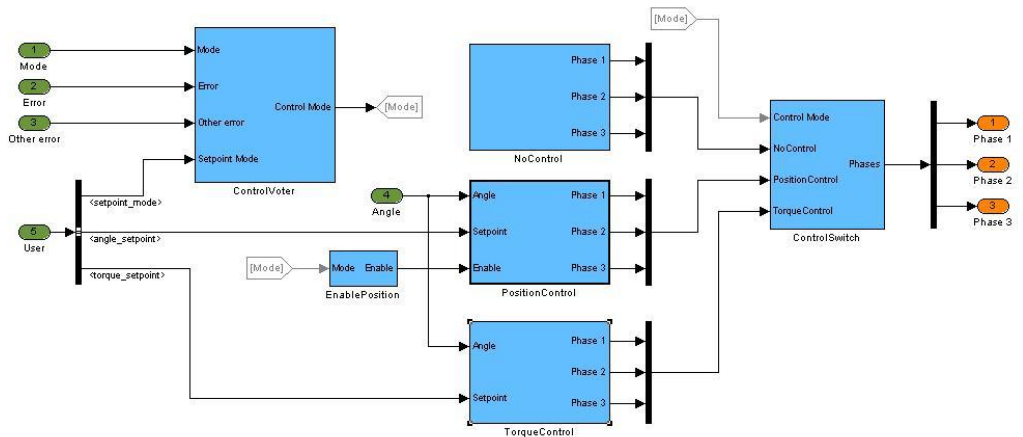 1
Mode
2
Error
3
Other error
Mode
Error
Other error
Setpoint Mode
Control Mode
ControlVoter
[Mode]
<setpoint_mode>
5
User
<angle_setpoint>
<torque_setpoint>
4
Angle
[Mode]
Mode
Enable
EnablePosition
Phase 1
Phase 2
Phase 3
NoControl
Angle
Setpoint
Enable
Phase 1
Phase 2
Phase 3
PositionControl
Angle
Setpoint
Phase 1
Phase 2
Phase 3
TorqueControl
[Mode]
Control Mode
NoControl
PositionControl
TorqueControl
Phases
ControlSwitch
1
Phase 1
2
Phase 2
3
Phase 3